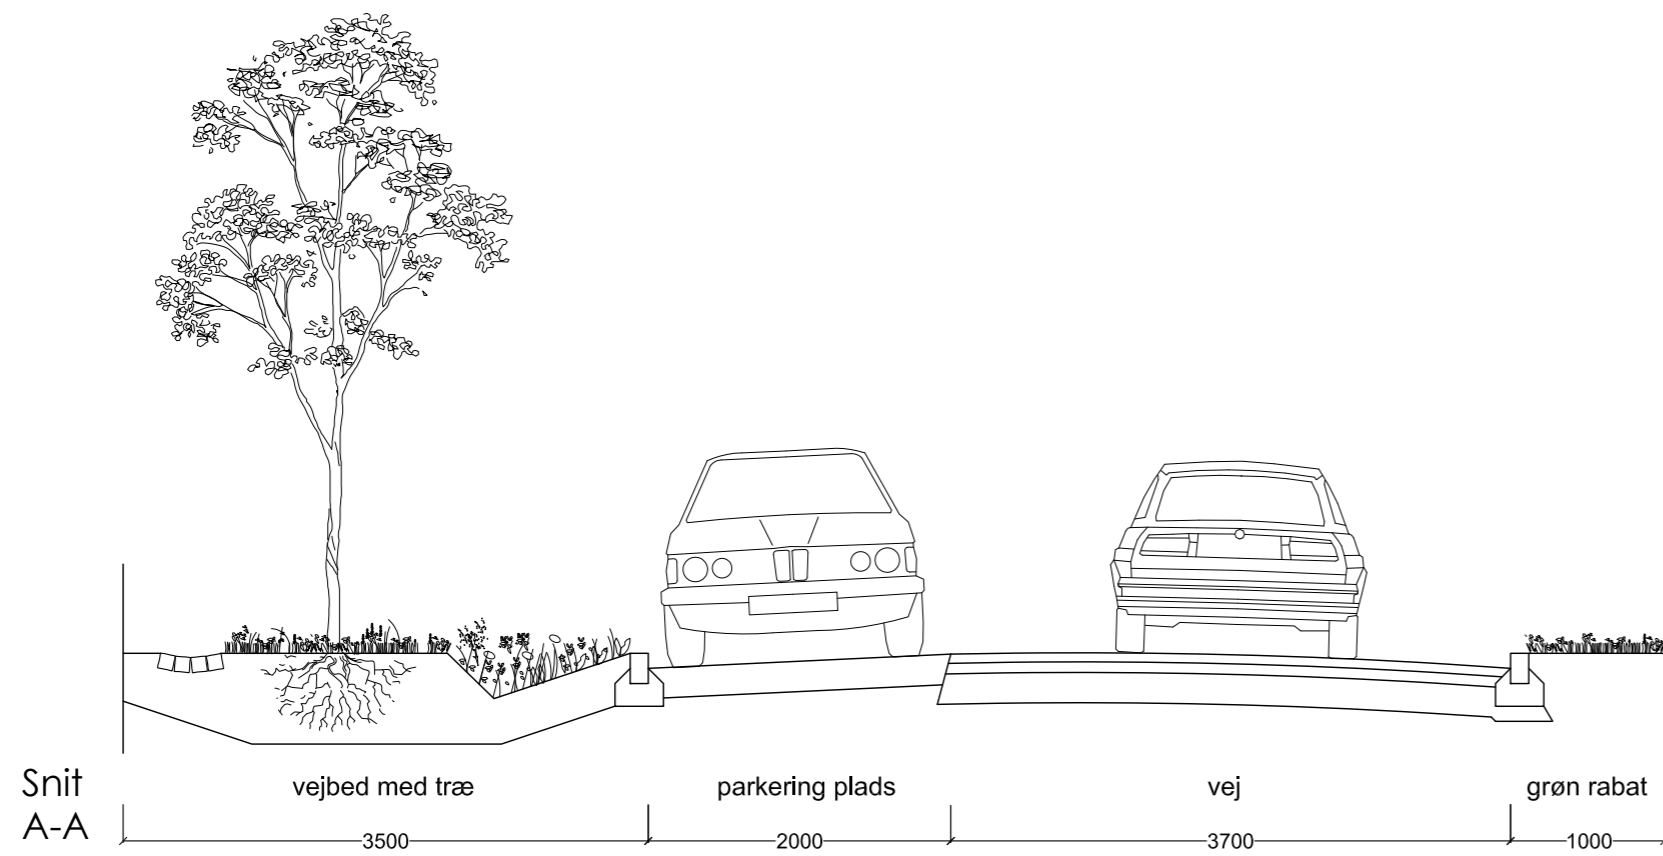 Snit
A-A
vejbed med træ
parkering plads
vej
grøn rabat
3500
2000
3700
1000